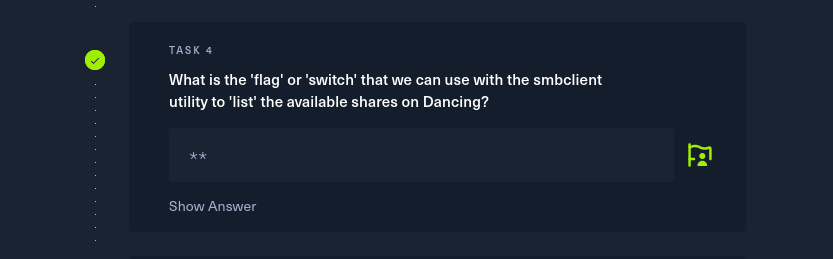 TASK 4
What is the 'flag' or 'switch' that we can use with the smbclient
utility to 'list' the available shares on Dancing?
**
Show Answer